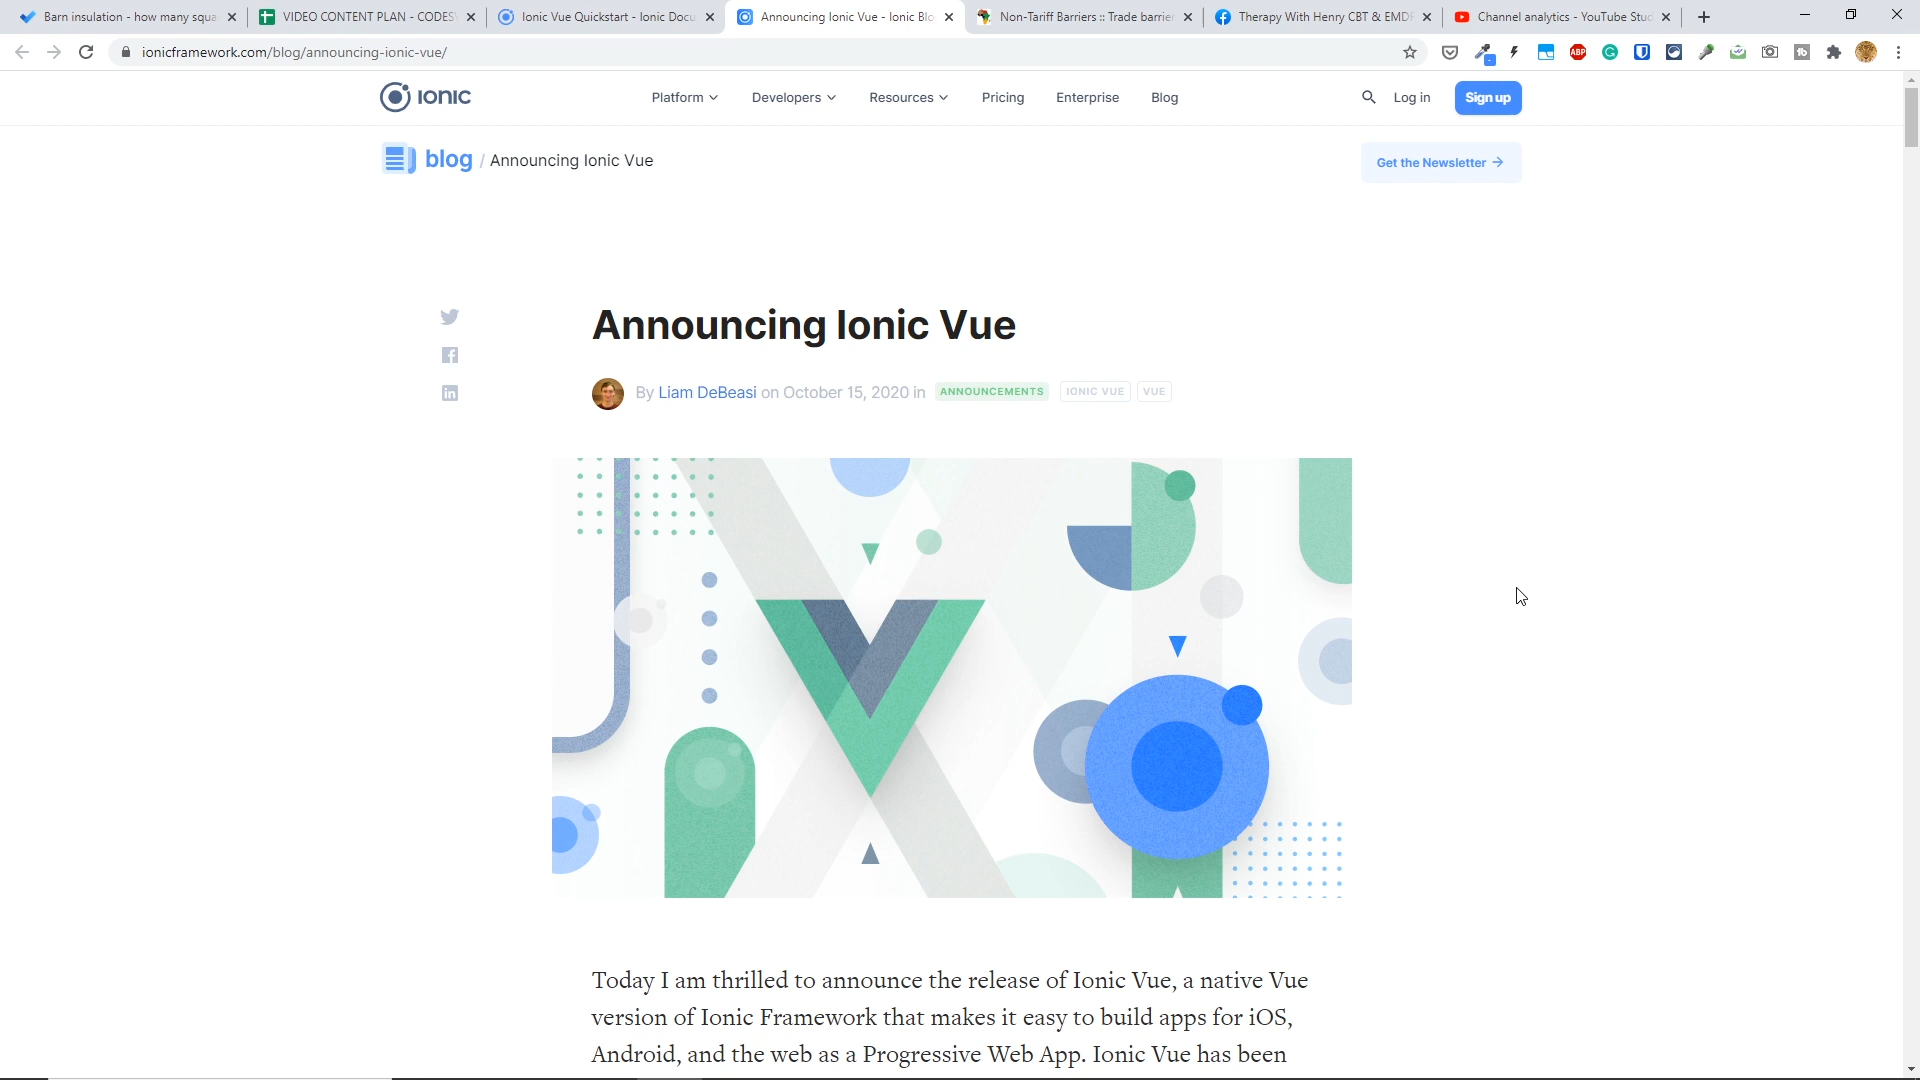 Barn insulation - how many squa
VIDEO CONTENT PLAN - CODES
Ionic Vue Quickstart - Ionic Docu
Announcing Ionic Vue - Ionic Blo
Non-Tariff Barriers :: Trade barrie
Therapy With Henry CBT & EMDR
Channel analytics - YouTube Stud
ionicframework.com/blog/announcing-ionic-vue/
ABP
IONIC
Platform
Developers
Resources
Pricing
Enterprise
Blog
Log in
Sign up
blog / Announcing Ionic Vue
Get the Newsletter →
Announcing Ionic Vue
By Liam DeBeasi on October 15, 2020 in ANNOUNCEMENTS IONIC VUE VUE
Today I am thrilled to announce the release of Ionic Vue, a native Vue
version of Ionic Framework that makes it easy to build apps for iOS,
Android, and the web as a Progressive Web App. Ionic Vue has been